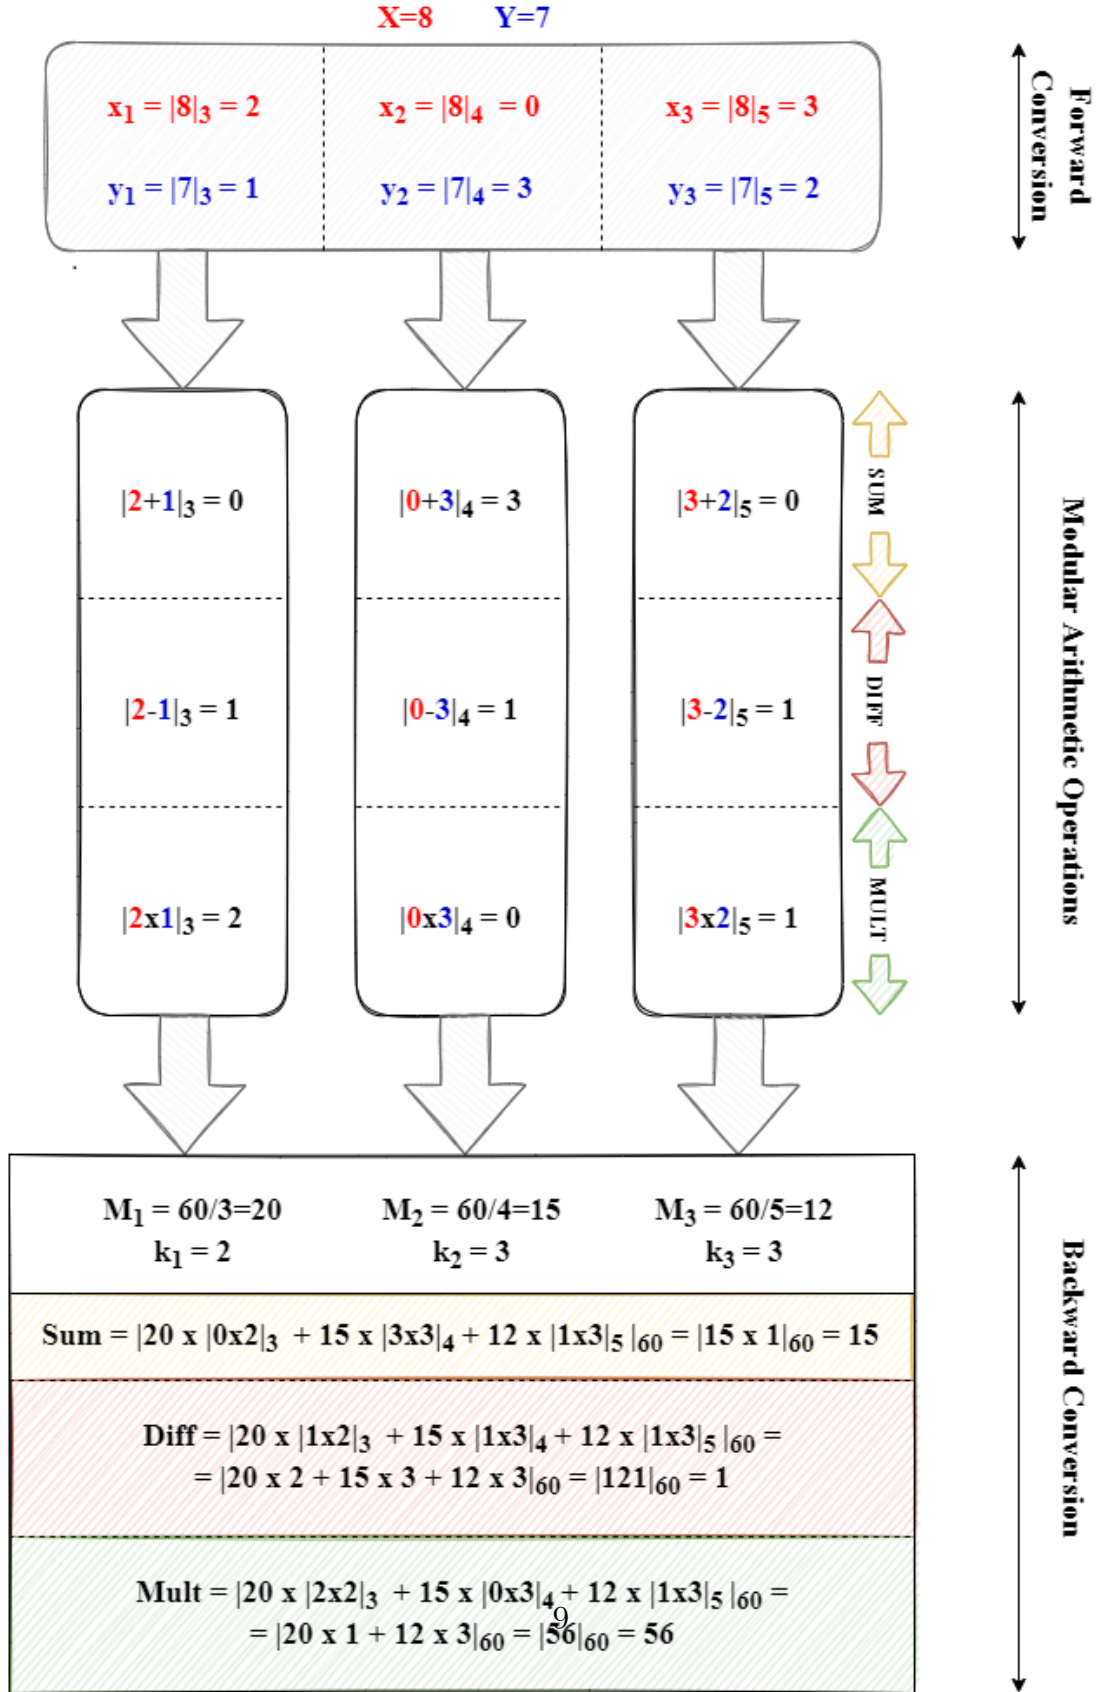 X=8 Y=7
x1 = |8|3 = 2 x2 = |8|4 = 0 x3 = |8|5 = 3
y1 = |7|3 = 1 y2 = |7|4 = 3 y3 = |7|5 = 2
Forward
Conversion
|2+1|3 = 0 |0+3|4 = 3 |3+2|5 = 0
SUM
|2-1|3 = 1 |0-3|4 = 1 |3-2|5 = 1
DIFF
|2x1|3 = 2 |0x3|4 = 0 |3x2|5 = 1
MULT
Modular Arithmetic Operations
M1 = 60/3=20 M2 = 60/4=15 M3 = 60/5=12
k1 = 2 k2 = 3 k3 = 3
Sum = |20 x |0x2|3 + 15 x |3x3|4 + 12 x |1x3|5 |60 = |15 x 1|60 = 15
Diff = |20 x |1x2|3 + 15 x |1x3|4 + 12 x |1x3|5 |60 =
= |20 x 2 + 15 x 3 + 12 x 3|60 = |121|60 = 1
Mult = |20 x |2x2|3 + 15 x |0x3|4 + 12 x |1x3|5 |60 =
= |20 x 1 + 12 x 3|60 = |56|60 = 56
9
Backward Conversion